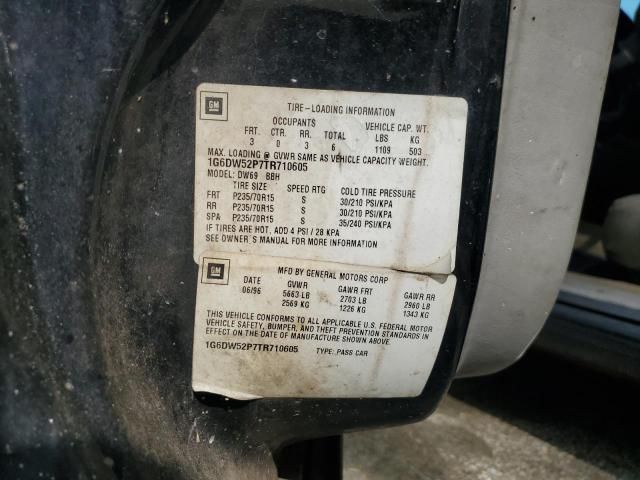 GM
TIRE-LOADING INFORMATION
OCCUPANTS VEHICLE CAP. WT.
FRT. CTR. RR. TOTAL LBS KG
3 0 3 6 1109 503
MAX. LOADING @ GVWR SAME AS VEHICLE CAPACITY WEIGHT.
1G6DW52P7TR710605
MODEL: DW69 BBH
TIRE SIZE SPEED RTG COLD TIRE PRESSURE
FRT P235/70R15 S 30/210 PSI/KPA
RR P235/70R15 S 30/210 PSI/KPA
SPA P235/70R15 S 35/240 PSI/KPA
IF TIRES ARE HOT, ADD 4 PSI / 28 KPA
SEE OWNER'S MANUAL FOR MORE INFORMATION
GM
MFD BY GENERAL MOTORS CORP
DATE GVWR GAWR FRT GAWR RR
06/96 5663 LB 2703 LB 2960 LB
2569 KG 1226 KG 1343 KG
THIS VEHICLE CONFORMS TO ALL APPLICABLE U.S. FEDERAL MOTOR
VEHICLE SAFETY, BUMPER, AND THEFT PREVENTION STANDARDS IN
EFFECT ON THE DATE OF MANUFACTURE SHOWN ABOVE.
1G6DW52P7TR710605 TYPE: PASS CAR